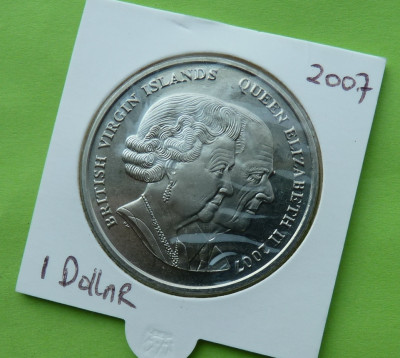 2007
BRITISH VIRGIN ISLANDS QUEEN ELIZABETH II 2007
1 DollaR